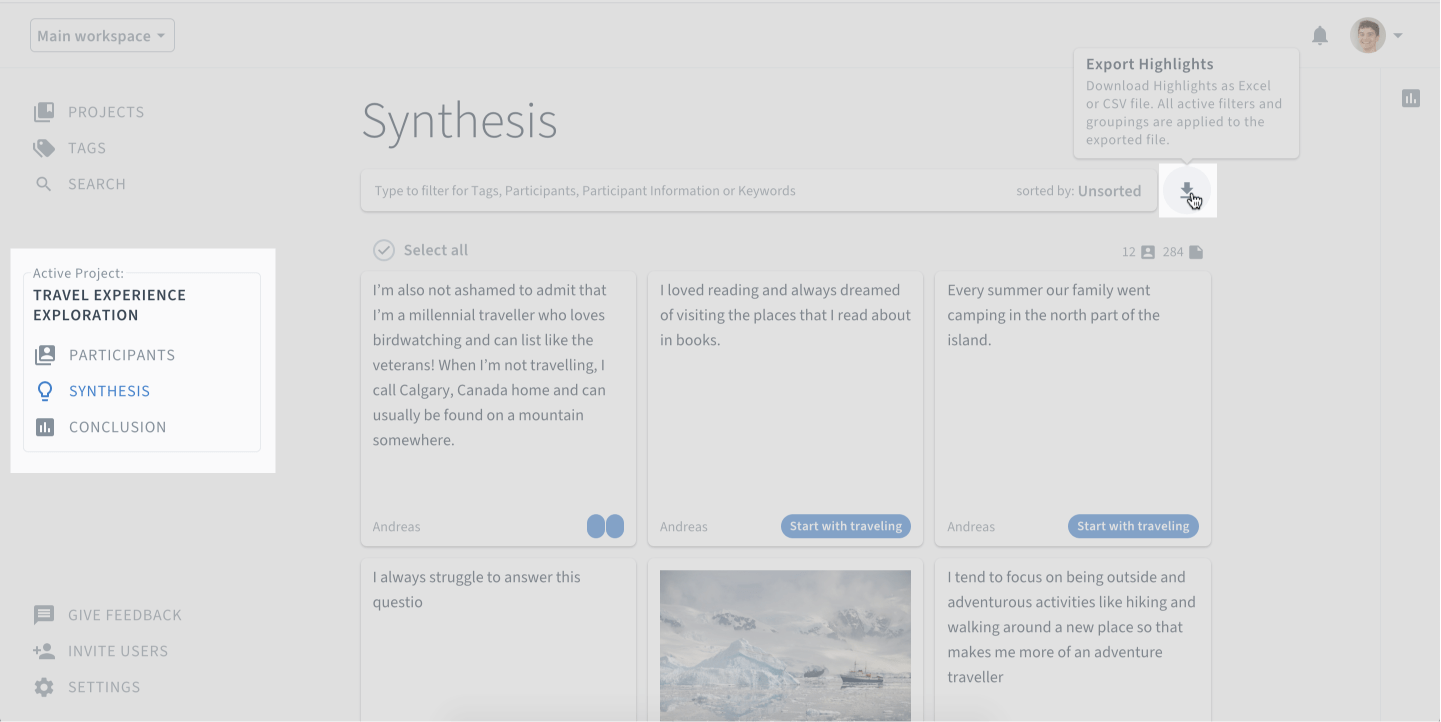 Main workspace
Export Highlights
Download Highlights as Excel
or CSV file. All active filters and
groupings are applied to the
exported file.
PROJECTS
TAGS
SEARCH
Synthesis
Type to filter for Tags, Participants, Participant Information or Keywords
sorted by: Unsorted
Active Project:
TRAVEL EXPERIENCE
EXPLORATION
PARTICIPANTS
SYNTHESIS
CONCLUSION
Select all
12
284
I’m also not ashamed to admit that
I’m a millennial traveller who loves
birdwatching and can list like the
veterans! When I’m not travelling, I
call Calgary, Canada home and can
usually be found on a mountain
somewhere.
Andreas
I loved reading and always dreamed
of visiting the places that I read about
in books.
Andreas
Start with traveling
Every summer our family went
camping in the north part of the
island.
Andreas
Start with traveling
I always struggle to answer this
questio
I tend to focus on being outside and
adventurous activities like hiking and
walking around a new place so that
makes me more of an adventure
traveller
GIVE FEEDBACK
INVITE USERS
SETTINGS